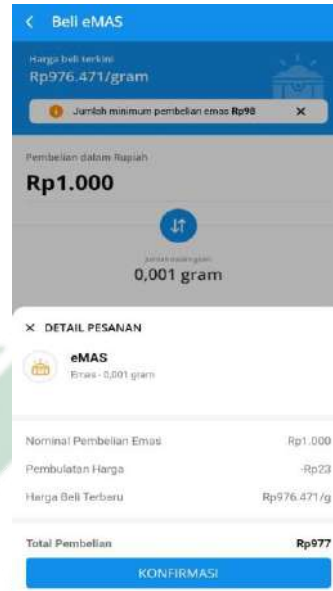 Beli eMAS
Harga beli terkini
Rp976.471/gram
Jumlah minimum pembelian emas Rp98
Pembelian dalam Rupiah
Rp1.000
0,001 gram
DETAIL PESANAN
eMAS
Emas - 0,001 gram
Nominal Pembelian Emas Rp1.000
Pembulatan Harga -Rp23
Harga Beli Terbaru Rp976.471/g
Total Pembelian Rp977
KONFIRMASI